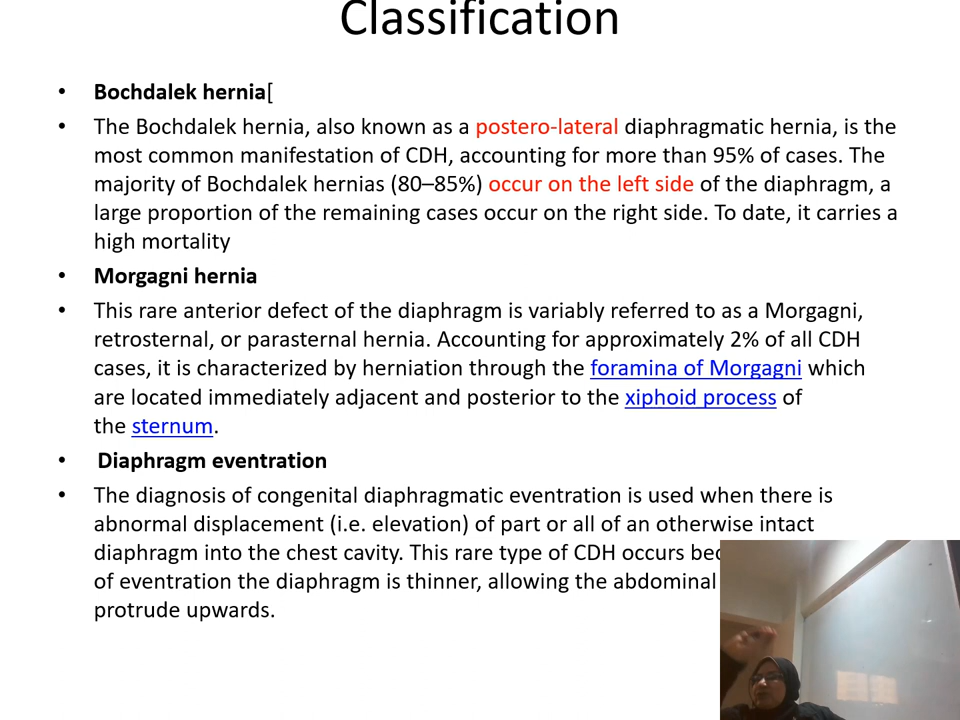 Classification
• Bochdalek hernia[
• The Bochdalek hernia, also known as a postero-lateral diaphragmatic hernia, is the
most common manifestation of CDH, accounting for more than 95% of cases. The
majority of Bochdalek hernias (80–85%) occur on the left side of the diaphragm, a
large proportion of the remaining cases occur on the right side. To date, it carries a
high mortality
• Morgagni hernia
• This rare anterior defect of the diaphragm is variably referred to as a Morgagni,
retrosternal, or parasternal hernia. Accounting for approximately 2% of all CDH
cases, it is characterized by herniation through the foramina of Morgagni which
are located immediately adjacent and posterior to the xiphoid process of
the sternum.
• Diaphragm eventration
• The diagnosis of congenital diaphragmatic eventration is used when there is
abnormal displacement (i.e. elevation) of part or all of an otherwise intact
diaphragm into the chest cavity. This rare type of CDH occurs
of eventration the diaphragm is thinner, allowing the abdominal
protrude upwards.